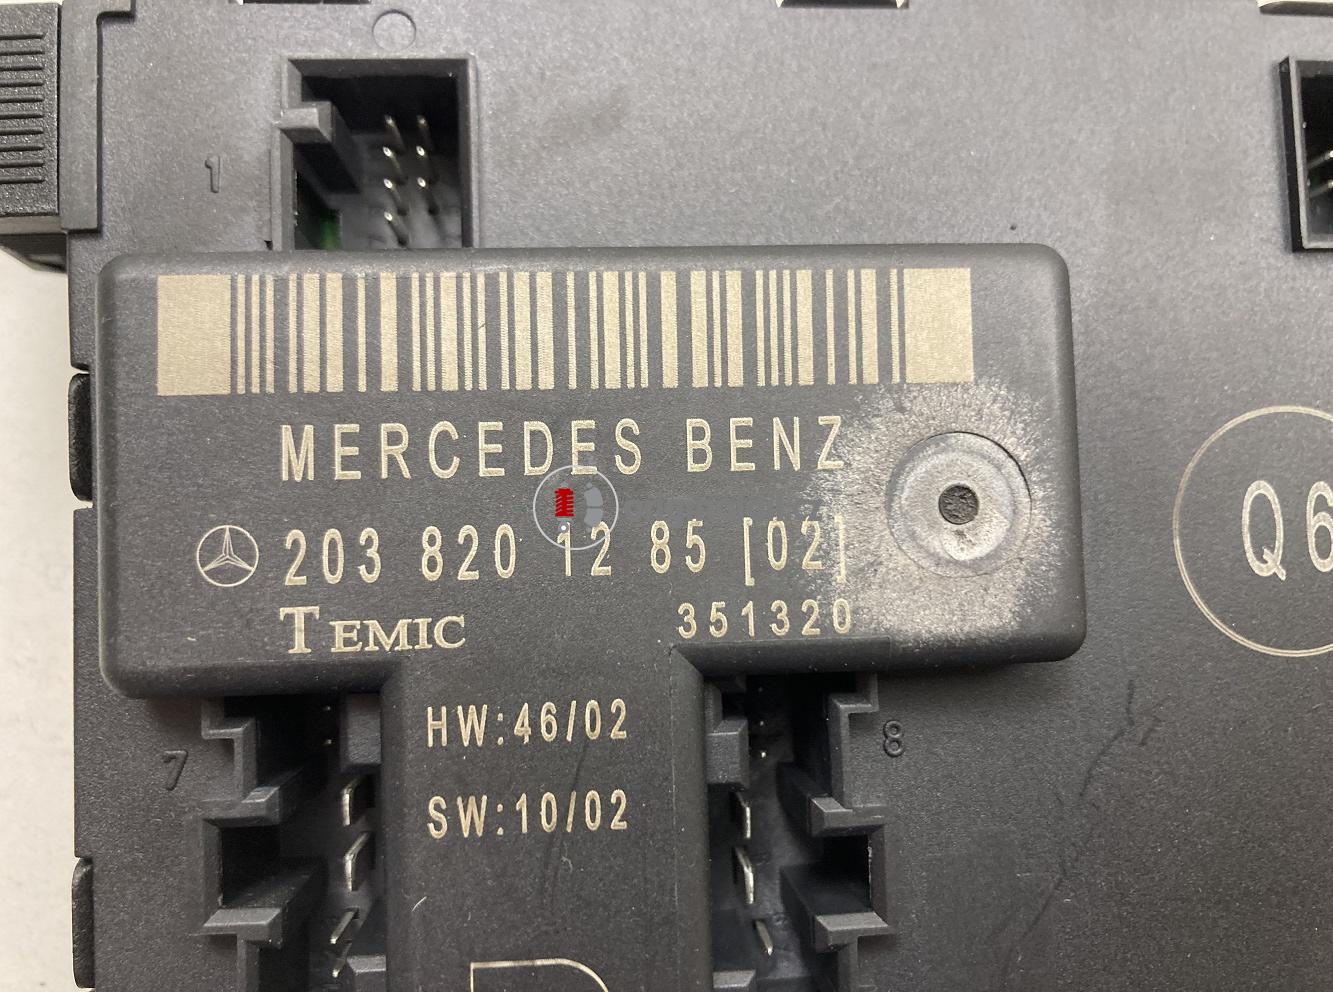 1
MERCEDES BENZ
203 820 12 85 [02]
TEMIC 351320
Q6
HW:46/02
7 8
SW:10/02